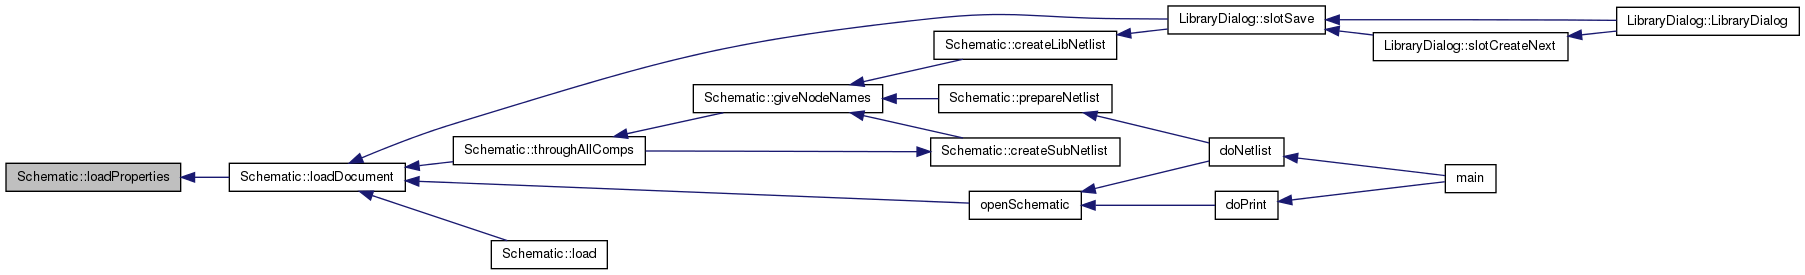 LibraryDialog::slotSave
LibraryDialog::LibraryDialog
Schematic::createLibNetlist
LibraryDialog::slotCreateNext
Schematic::giveNodeNames
Schematic::prepareNetlist
Schematic::throughAllComps
Schematic::createSubNetlist
doNetlist
Schematic::loadProperties
Schematic::loadDocument
main
openSchematic
doPrint
Schematic::load